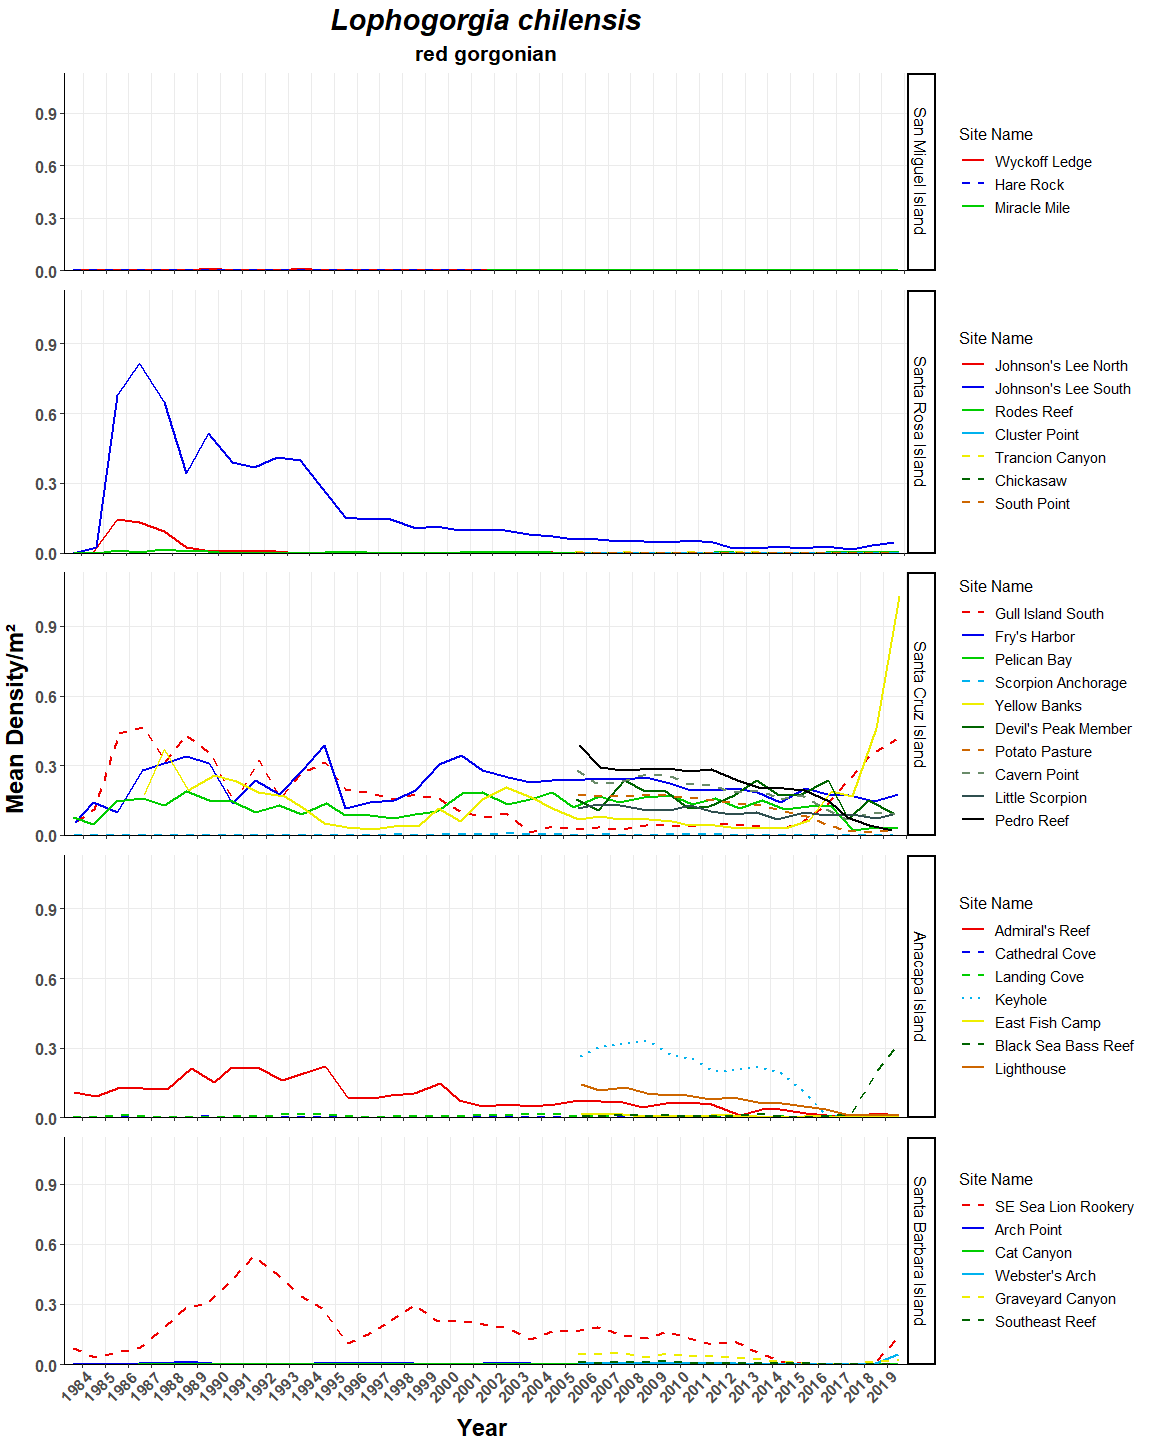 Lophogorgia chilensis
red gorgonian
Mean Density/m²
0.9
0.6
0.3
0.0
San Miguel Island
Site Name
Wyckoff Ledge
Hare Rock
Miracle Mile
0.9
0.6
0.3
0.0
Santa Rosa Island
Site Name
Johnson's Lee North
Johnson's Lee South
Rodes Reef
Cluster Point
Trancion Canyon
Chickasaw
South Point
0.9
0.6
0.3
0.0
Santa Cruz Island
Site Name
Gull Island South
Fry's Harbor
Pelican Bay
Scorpion Anchorage
Yellow Banks
Devil's Peak Member
Potato Pasture
Cavern Point
Little Scorpion
Pedro Reef
0.9
0.6
0.3
0.0
Anacapa Island
Site Name
Admiral's Reef
Cathedral Cove
Landing Cove
Keyhole
East Fish Camp
Black Sea Bass Reef
Lighthouse
0.9
0.6
0.3
0.0
Santa Barbara Island
Site Name
SE Sea Lion Rookery
Arch Point
Cat Canyon
Webster's Arch
Graveyard Canyon
Southeast Reef
1984 1985 1986 1987 1988 1989 1990 1991 1992 1993 1994 1995 1996 1997 1998 1999 2000 2001 2002 2003 2004 2005 2006 2007 2008 2009 2010 2011 2012 2013 2014 2015 2016 2017 2018 2019
Year